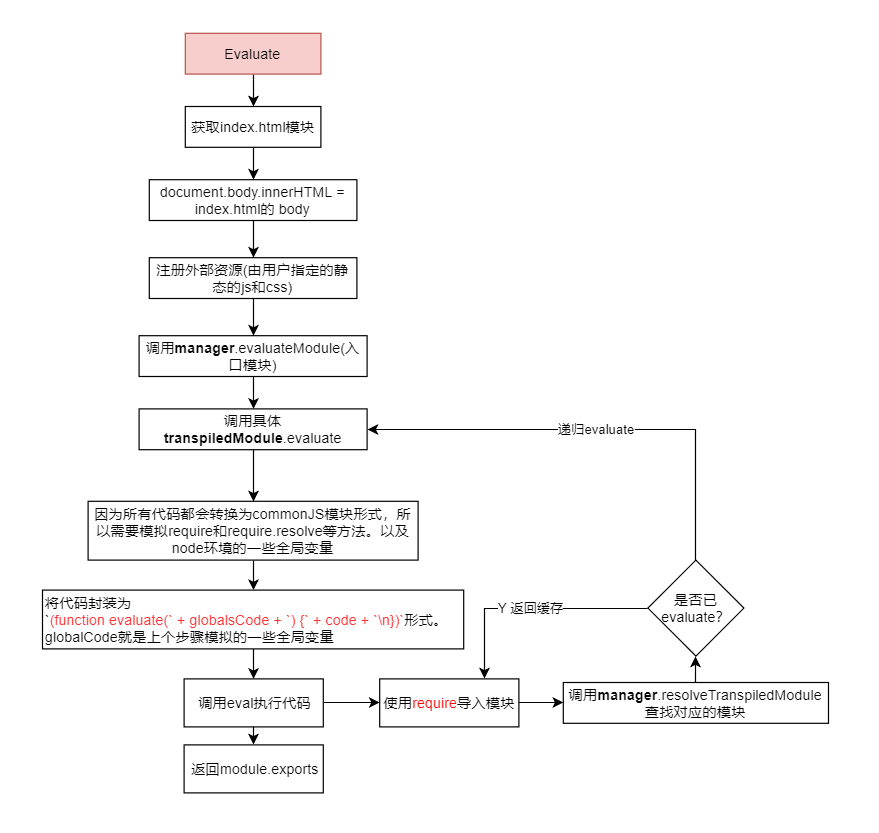 Evaluate
获取index.html模块
document.body.innerHTML =
index.html的 body
注册外部资源(由用户指定的静
态的js和css)
调用manager.evaluateModule(入
口模块)
调用具体
transpiledModule.evaluate
递归evaluate
因为所有代码都会转换为commonJS模块形式，所
以需要模拟require和require.resolve等方法。以及
node环境的一些全局变量
将代码封装为
`(function evaluate(` + globalsCode + `) {` + code + `\n})`形式。
globalCode就是上个步骤模拟的一些全局变量
Y 返回缓存
是否已
evaluate？
调用eval执行代码
使用require导入模块
调用manager.resolveTranspiledModule
查找对应的模块
返回module.exports